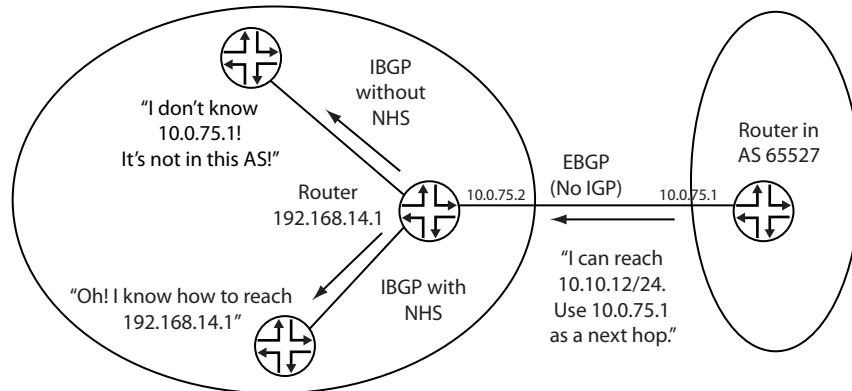 IBGP
without
NHS
“I don’t know
10.0.75.1!
It’s not in this AS!”
Router
192.168.14.1
10.0.75.2
EBGP
(No IGP)
10.0.75.1
Router in
AS 65527
“Oh! I know how to reach
192.168.14.1”
IBGP with
NHS
“I can reach
10.10.12/24.
Use 10.0.75.1
as a next hop.”